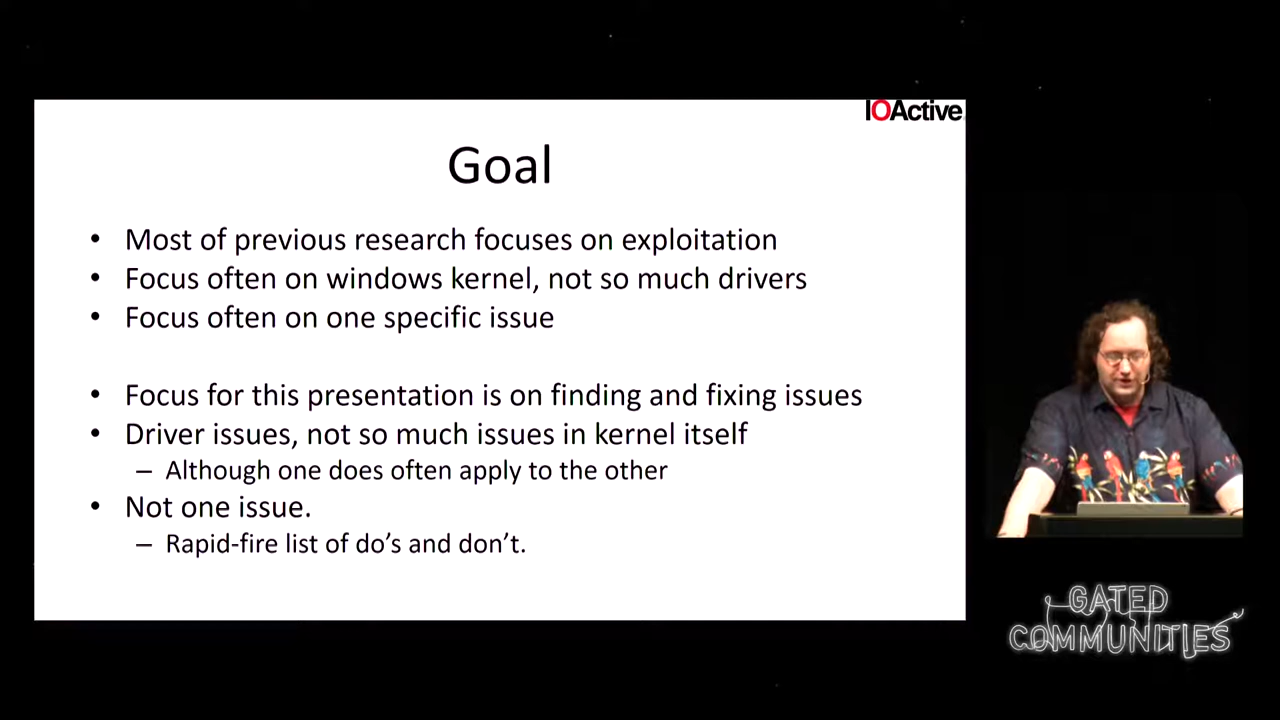 IOActive
Goal
• Most of previous research focuses on exploitation
• Focus often on windows kernel, not so much drivers
• Focus often on one specific issue
• Focus for this presentation is on finding and fixing issues
• Driver issues, not so much issues in kernel itself
– Although one does often apply to the other
• Not one issue.
– Rapid-fire list of do’s and don’t.
GATED
COMMUNITIES